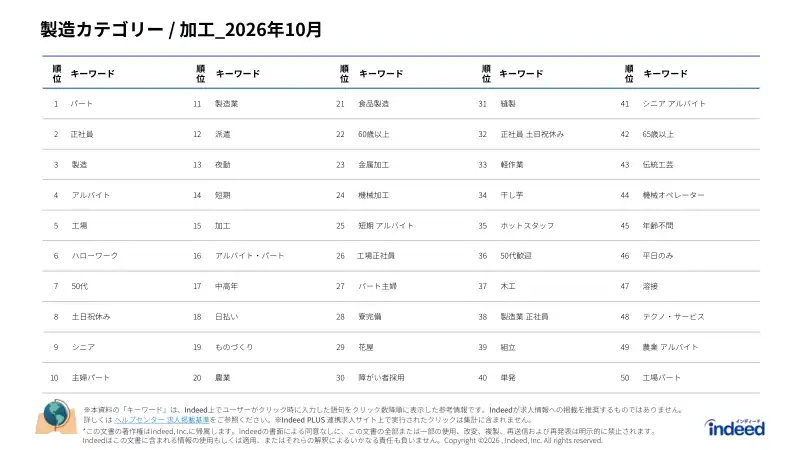 製造カテゴリー / 加工_2026年10月
順位 キーワード 順位 キーワード 順位 キーワード 順位 キーワード 順位 キーワード
1 パート 11 製造業 21 食品製造 31 縫製 41 シニア アルバイト
2 正社員 12 派遣 22 60歳以上 32 正社員 土日祝休み 42 65歳以上
3 製造 13 夜勤 23 金属加工 33 軽作業 43 伝統工芸
4 アルバイト 14 短期 24 機械加工 34 干し芋 44 機械オペレーター
5 工場 15 加工 25 短期 アルバイト 35 ホットスタッフ 45 年齢不問
6 ハローワーク 16 アルバイト・パート 26 工場正社員 36 50代歓迎 46 平日のみ
7 50代 17 中高年 27 パート主婦 37 木工 47 溶接
8 土日祝休み 18 日払い 28 寮完備 38 製造業 正社員 48 テクノ・サービス
9 シニア 19 ものづくり 29 花屋 39 組立 49 農業 アルバイト
10 主婦パート 20 農業 30 障がい者採用 40 単発 50 工場パート
※本資料の「キーワード」は、Indeed上でユーザーがクリック時に入力した語句をクリック数降順に表示した参考情報です。Indeedが求人情報への掲載を推奨するものではありません。
詳しくは ヘルプセンター 求人掲載基準をご参照ください。※Indeed PLUS 連携求人サイト上で実行されたクリックは集計に含まれません。
*この文書の著作権はIndeed, Inc.に帰属します。Indeedの書面による同意なしに、この文書の全部または一部の使用、改変、複製、再送信および再発表は明示的に禁止されます。
Indeedはこの文書に含まれる情報の使用もしくは適用、またはそれらの解釈よるいかなる責任も負いません。Copyright ©2026 , Indeed, Inc. All rights reserved.
インディード
indeed